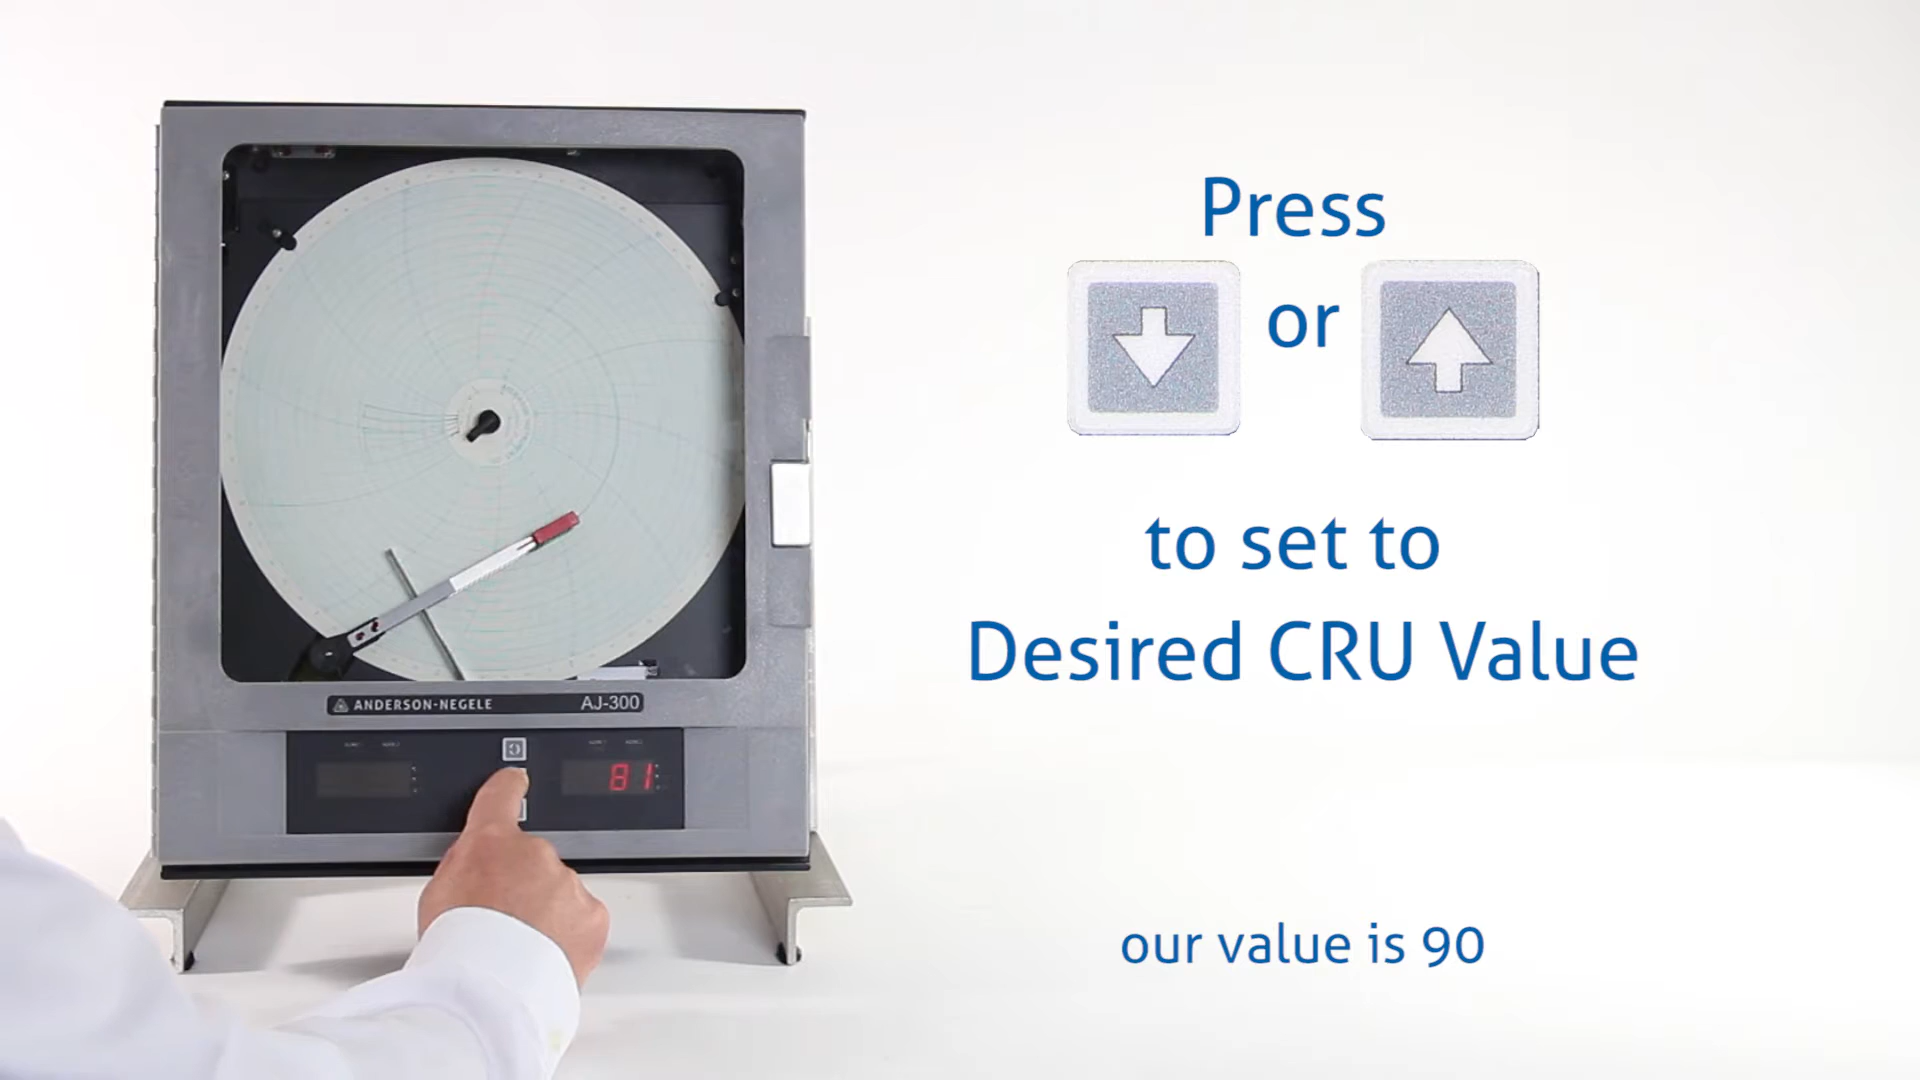 Press
or
to set to
Desired CRU Value
our value is 90
ANDERSON-NEGELE AJ-300
81